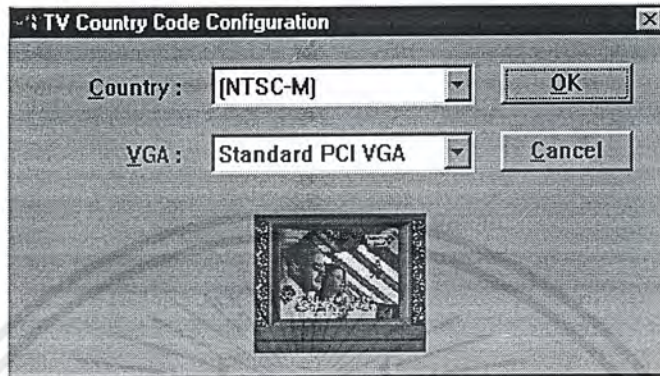 TV Country Code Configuration
Country : (NTSC-M) OK
VGA : Standard PCI VGA Cancel